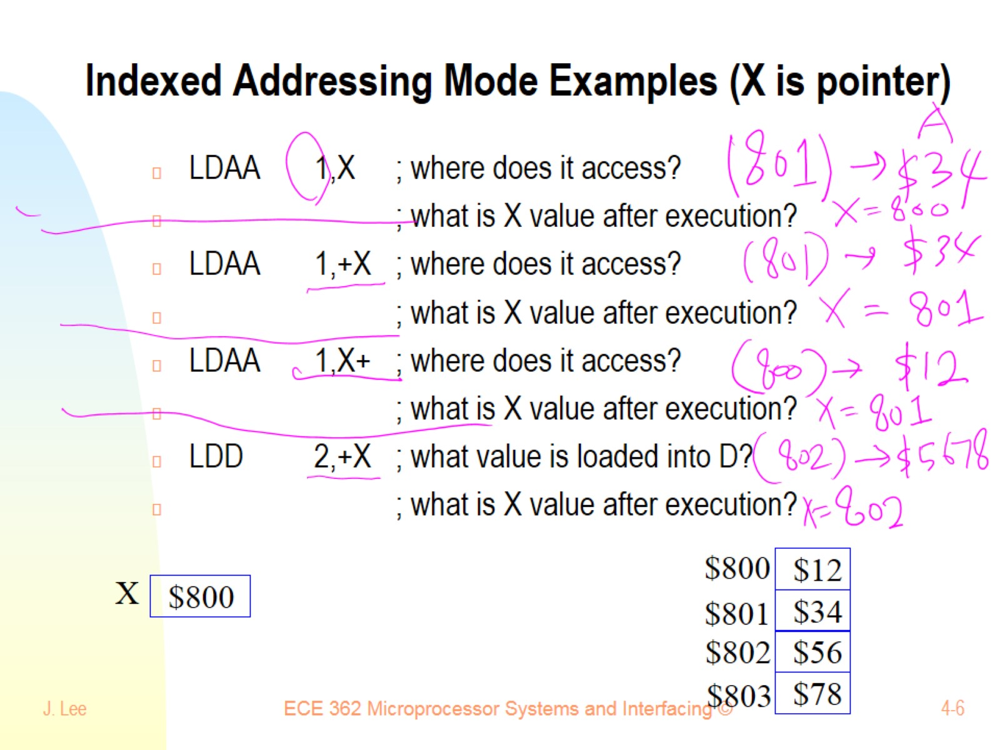 Indexed Addressing Mode Examples (X is pointer)
A
LDAA 1,X ; where does it access? (801) → $34
; what is X value after execution? X = 800
LDAA 1,+X ; where does it access? (801) → $34
; what is X value after execution? X = 801
LDAA 1,X+ ; where does it access? (800) → $12
; what is X value after execution? X = 801
LDD 2,+X ; what value is loaded into D? (802) → $5678
; what is X value after execution? X = 802
X $800
$800 $12
$801 $34
$802 $56
$803 $78
J. Lee ECE 362 Microprocessor Systems and Interfacing © 4-6